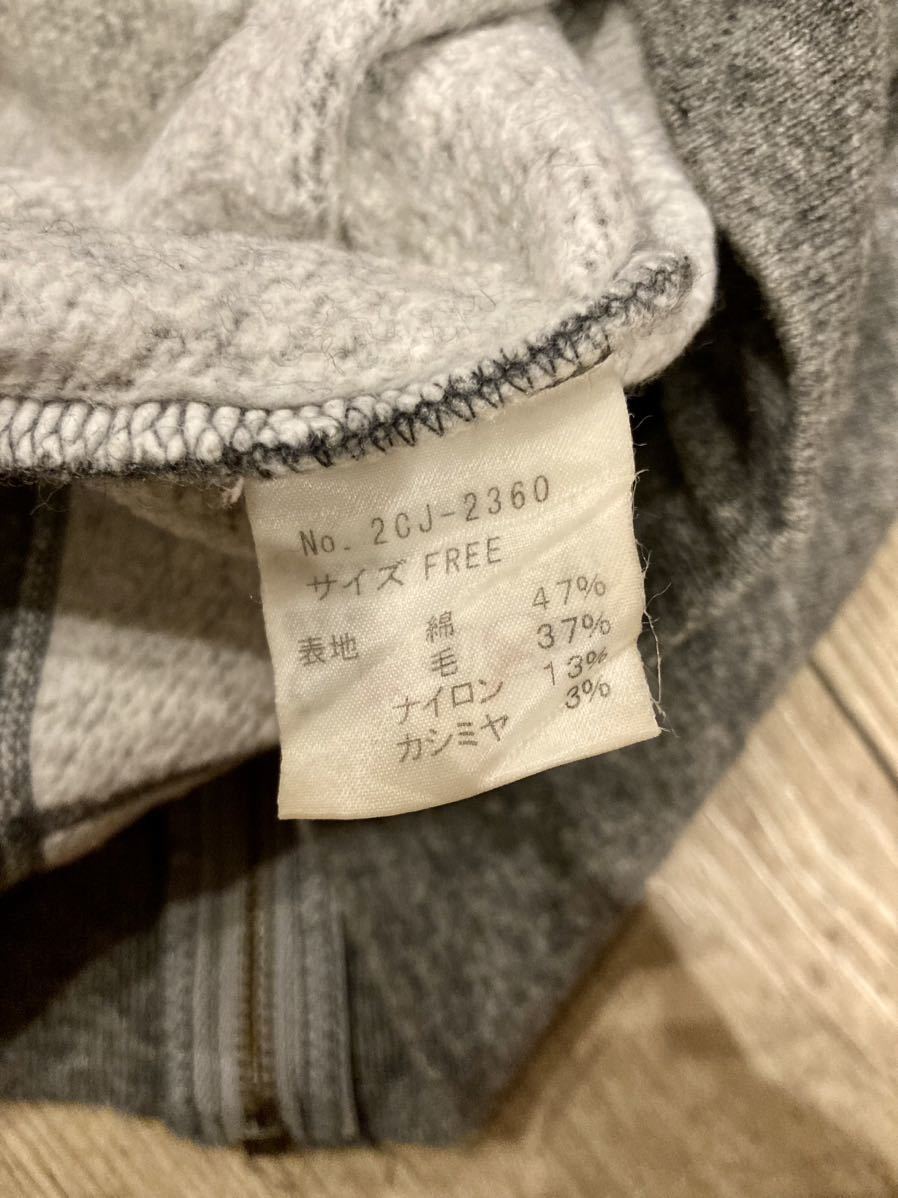 No. 2CJ-2360
サイズ FREE
表地 綿 47%
毛 37%
ナイロン 13%
カシミヤ 3%